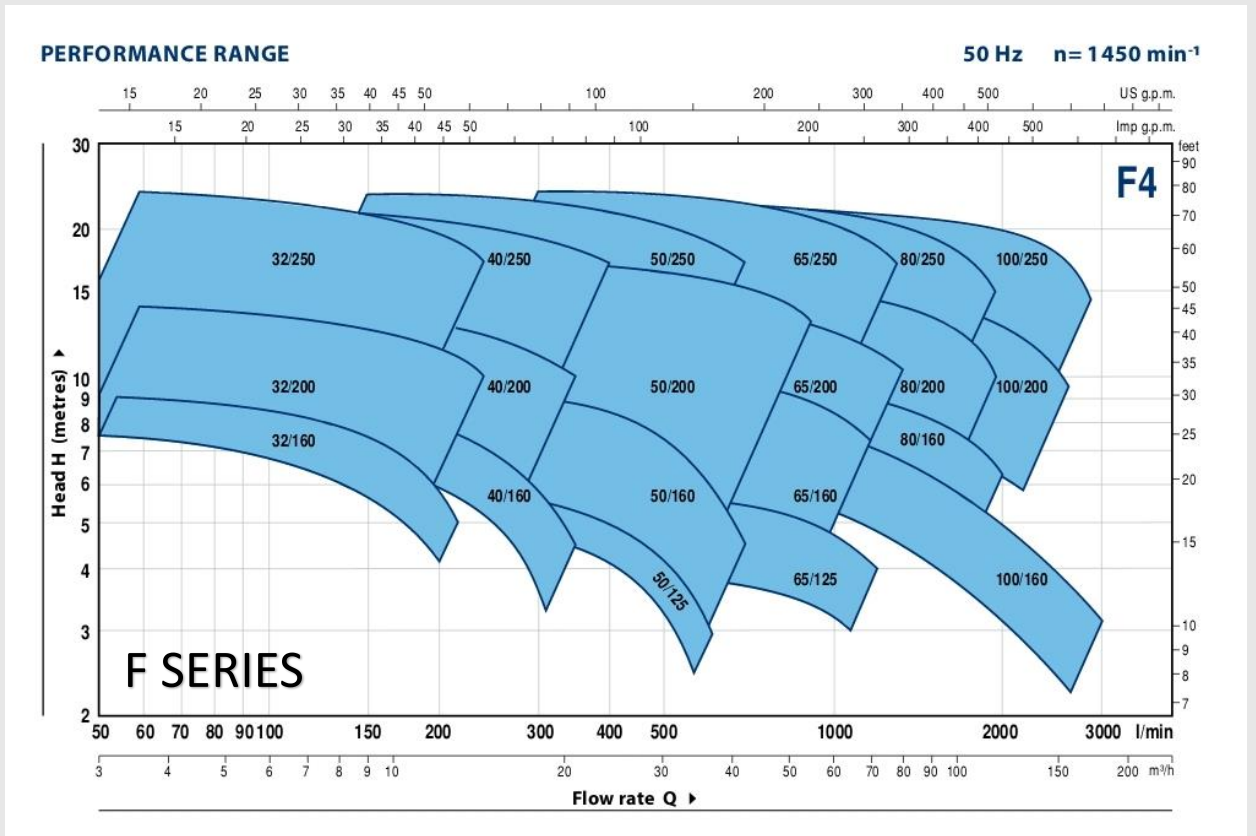 PERFORMANCE RANGE 50 Hz n= 1450 min⁻¹
15 20 25 30 35 40 45 50 100 200 300 400 500 US g.p.m.
15 20 25 30 35 40 45 50 100 200 300 400 500 Imp g.p.m.
30 feet
90
F4
80
70
20
60
32/250 40/250 50/250 65/250 80/250 100/250
15 50
45
40
35
10 32/200 40/200 50/200 65/200 80/200 100/200
9 30
8
32/160 80/160 25
7
6 20
40/160 50/160 65/160
5
15
4 50/125 65/125 100/160
3 10
9
F SERIES
8
7
2
Head H (metres)
50 60 70 80 90 100 150 200 300 400 500 1000 2000 3000 l/min
3 4 5 6 7 8 9 10 20 30 40 50 60 70 80 90 100 150 200 m³/h
Flow rate Q